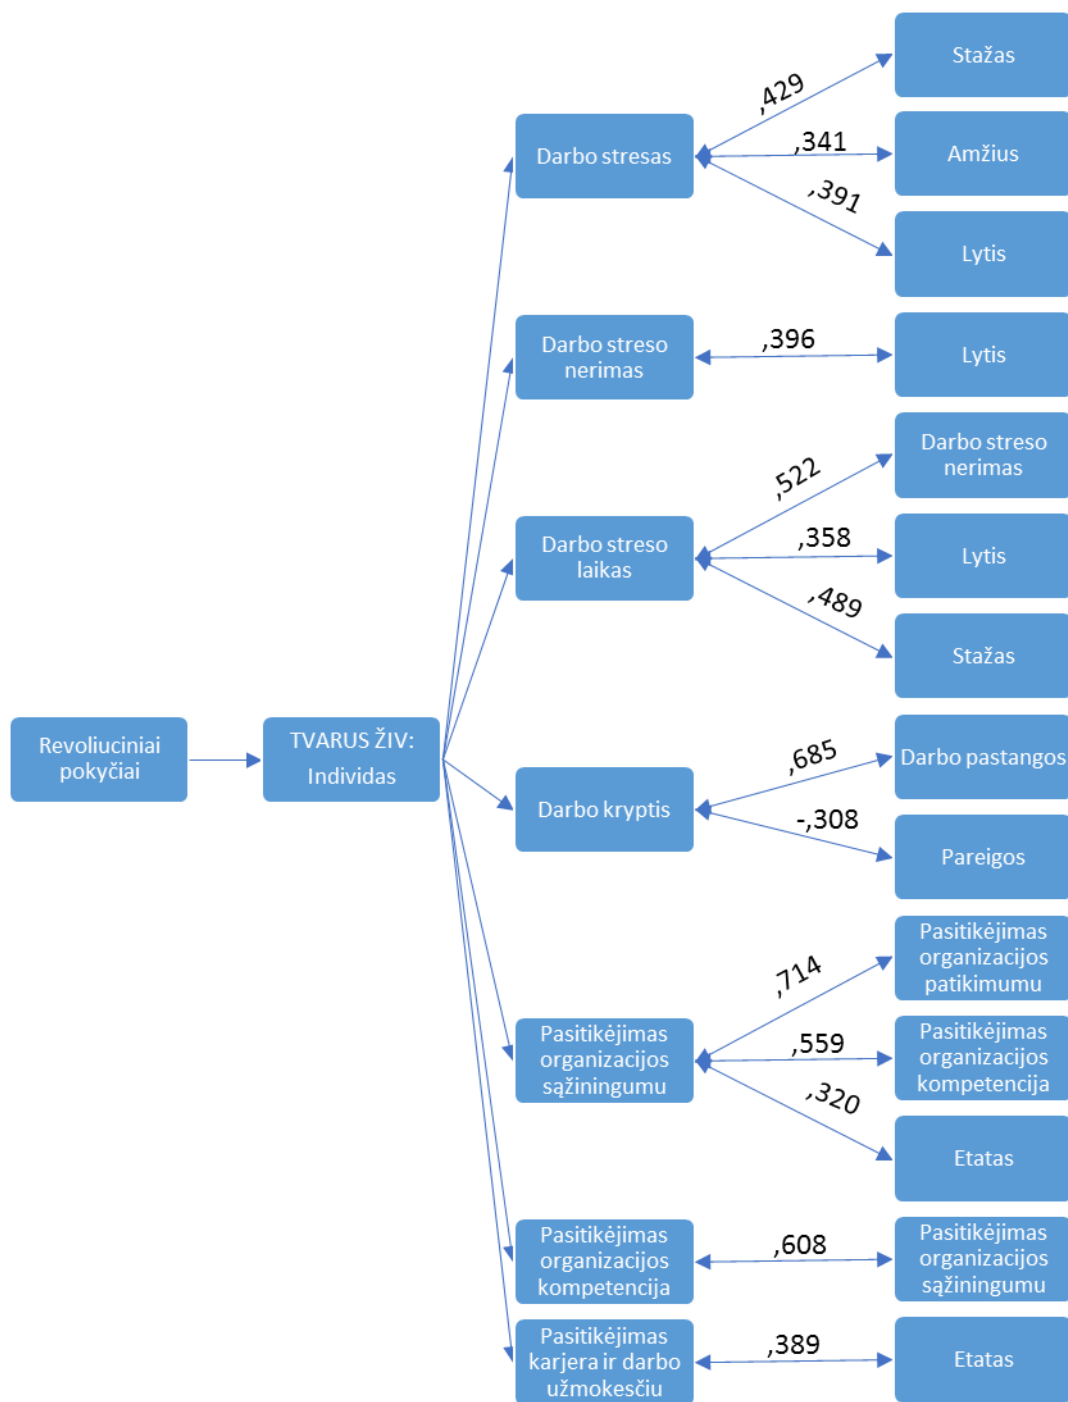 Stažas
,429
Darbo stresas
,341
Amžius
,391
Lytis
Darbo streso
nerimas
,396
Lytis
Darbo streso
nerimas
,522
Darbo streso
laikas
,358
Lytis
,489
Stažas
Revoliuciniai
pokyčiai
TVARUS ŽIV:
Individas
Darbo kryptis
,685
Darbo pastangos
-,308
Pareigos
Pasitikėjimas
organizacijos
patikimumu
,714
Pasitikėjimas
organizacijos
sąžiningumu
,559
Pasitikėjimas
organizacijos
kompetencija
,320
Etatas
Pasitikėjimas
organizacijos
kompetencija
,608
Pasitikėjimas
organizacijos
sąžiningumu
Pasitikėjimas
karjera ir darbo
užmokesčiu
,389
Etatas